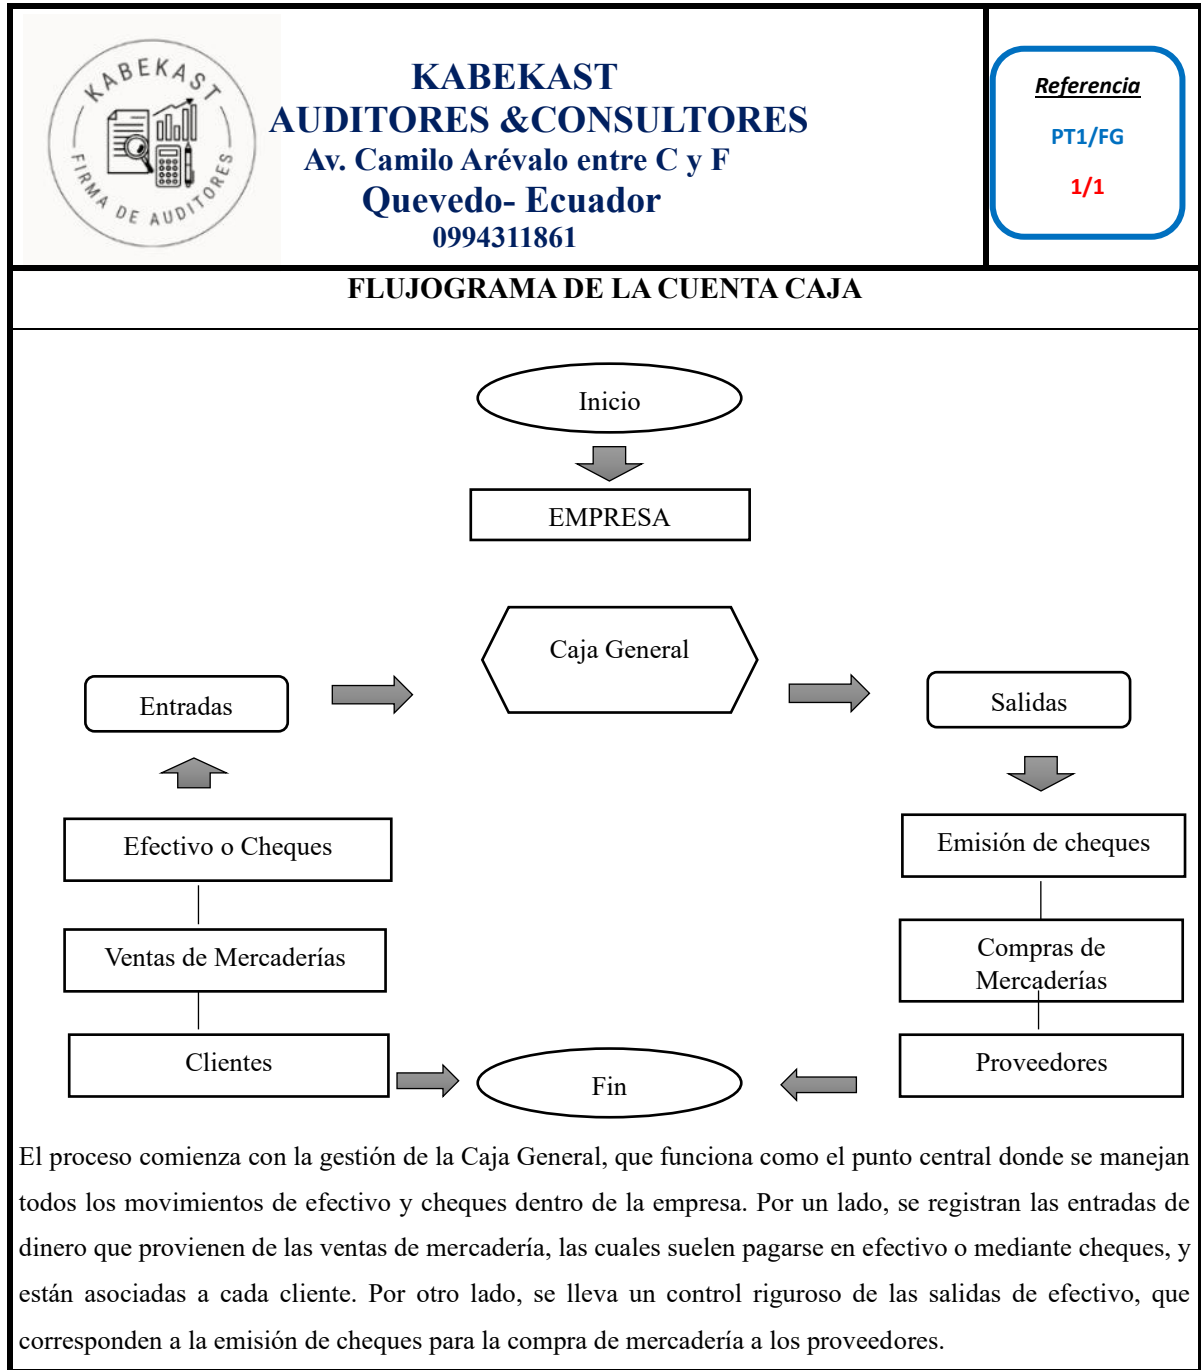 KABEKAST
FIRMA DE AUDITORES
KABEKAST
AUDITORES &CONSULTORES
Av. Camilo Arévalo entre C y F
Quevedo- Ecuador
0994311861
Referencia
PT1/FG
1/1
FLUJOGRAMA DE LA CUENTA CAJA
Inicio
EMPRESA
Caja General
Entradas
Salidas
Efectivo o Cheques
Emisión de cheques
Ventas de Mercaderías
Compras de
Mercaderías
Clientes
Fin
Proveedores
El proceso comienza con la gestión de la Caja General, que funciona como el punto central donde se manejan
todos los movimientos de efectivo y cheques dentro de la empresa. Por un lado, se registran las entradas de
dinero que provienen de las ventas de mercadería, las cuales suelen pagarse en efectivo o mediante cheques, y
están asociadas a cada cliente. Por otro lado, se lleva un control riguroso de las salidas de efectivo, que
corresponden a la emisión de cheques para la compra de mercadería a los proveedores.